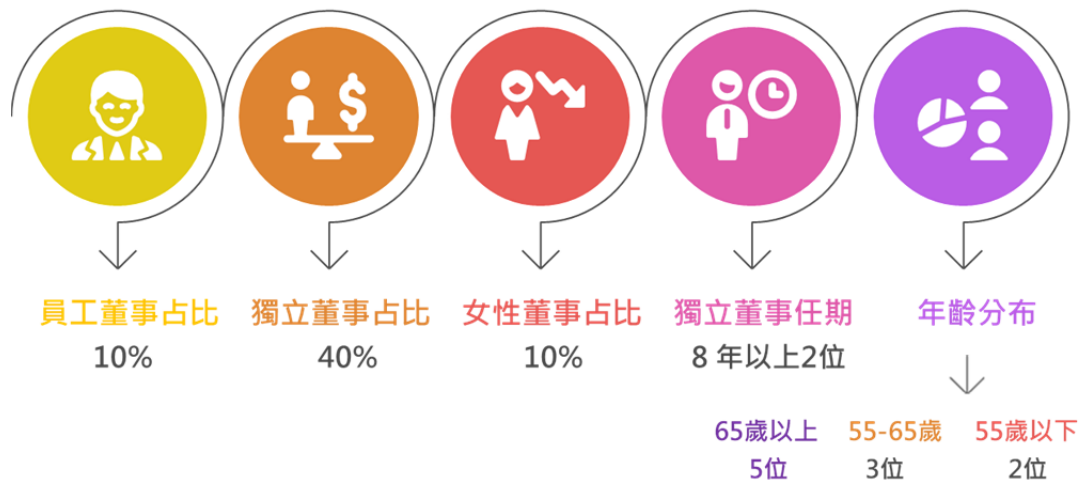 員工董事占比
10%
獨立董事占比
40%
女性董事占比
10%
獨立董事任期
8 年以上2位
年齡分布
65歲以上
5位
55-65歲
3位
55歲以下
2位